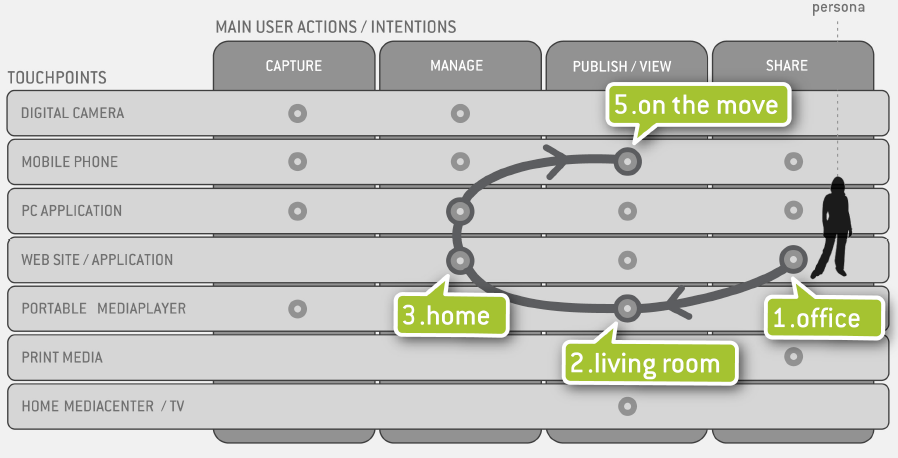 persona
MAIN USER ACTIONS / INTENTIONS
TOUCHPOINTS
CAPTURE
MANAGE
PUBLISH / VIEW
SHARE
DIGITAL CAMERA
5.on the move
MOBILE PHONE
PC APPLICATION
WEB SITE / APPLICATION
PORTABLE MEDIAPLAYER
3.home
1.office
PRINT MEDIA
2.living room
HOME MEDIACENTER / TV